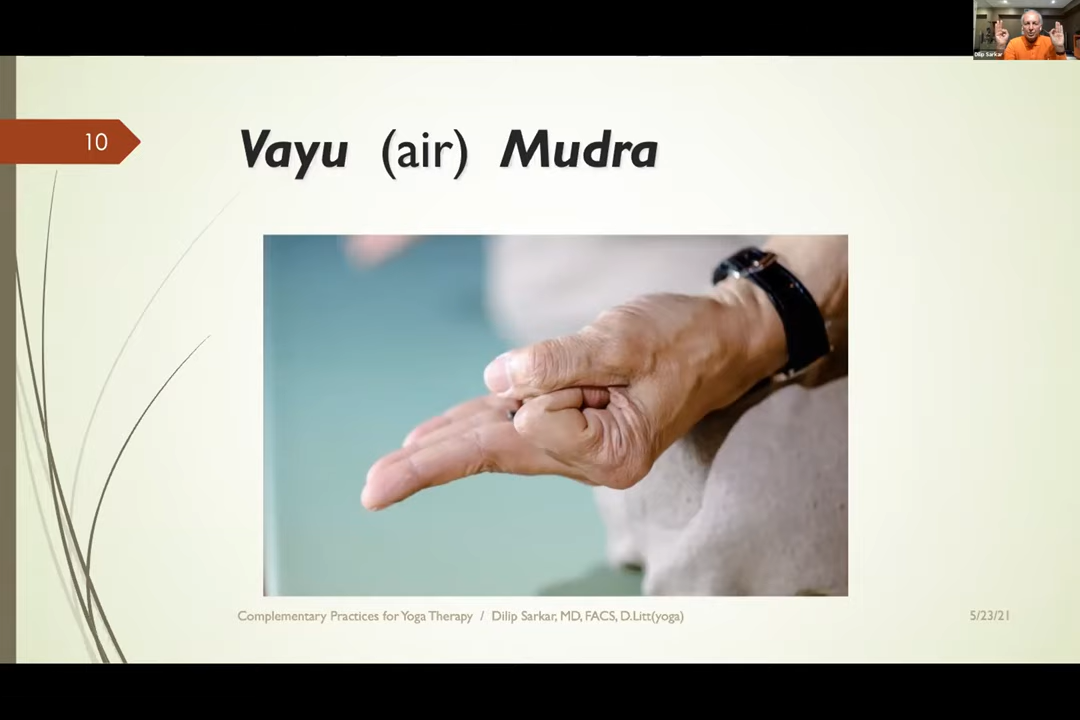 Dilip Sarkar
10
Vayu (air) Mudra
Complementary Practices for Yoga Therapy / Dilip Sarkar, MD, FACS, D.Litt(yoga)
5/23/21